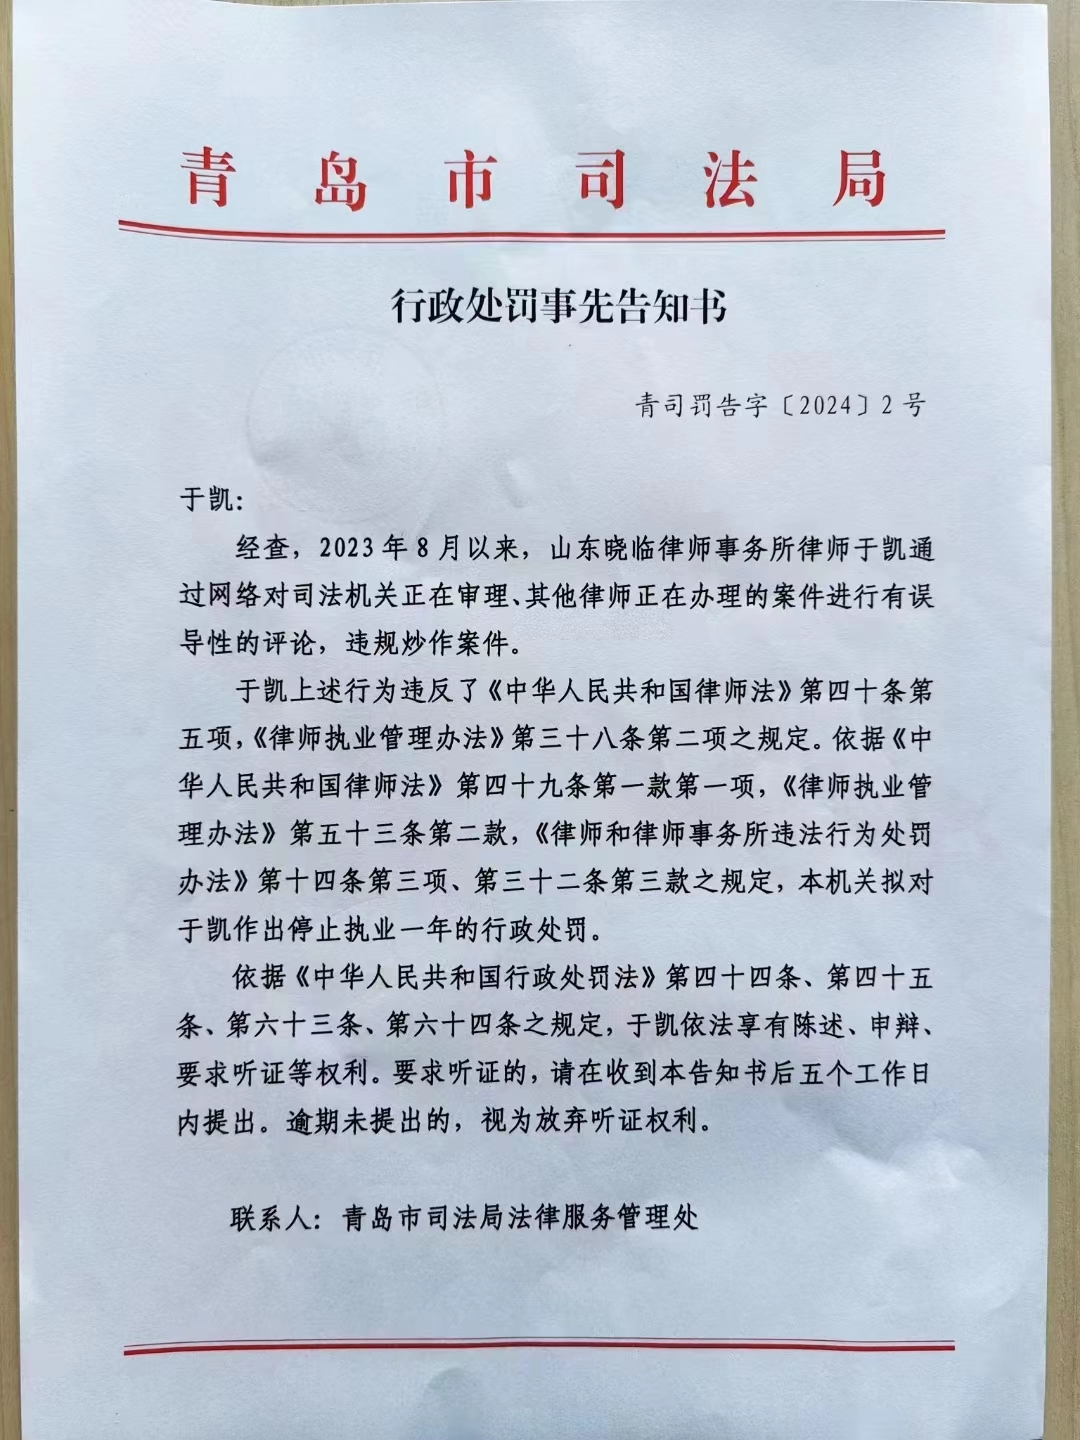 青岛市司法局
行政处罚事先告知书
青司罚告字〔2024〕2号
于凯：
经查，2023年8月以来，山东晓临律师事务所律师于凯通
过网络对司法机关正在审理、其他律师正在办理的案件进行有误
导性的评论，违规炒作案件。
于凯上述行为违反了《中华人民共和国律师法》第四十条第
五项，《律师执业管理办法》第三十八条第二项之规定。依据《中
华人民共和国律师法》第四十九条第一款第一项，《律师执业管
理办法》第五十三条第二款，《律师和律师事务所违法行为处罚
办法》第十四条第三项、第三十二条第三款之规定，本机关拟对
于凯作出停止执业一年的行政处罚。
依据《中华人民共和国行政处罚法》第四十四条、第四十五
条、第六十三条、第六十四条之规定，于凯依法享有陈述、申辩、
要求听证等权利。要求听证的，请在收到本告知书后五个工作日
内提出。逾期未提出的，视为放弃听证权利。
联系人：青岛市司法局法律服务管理处